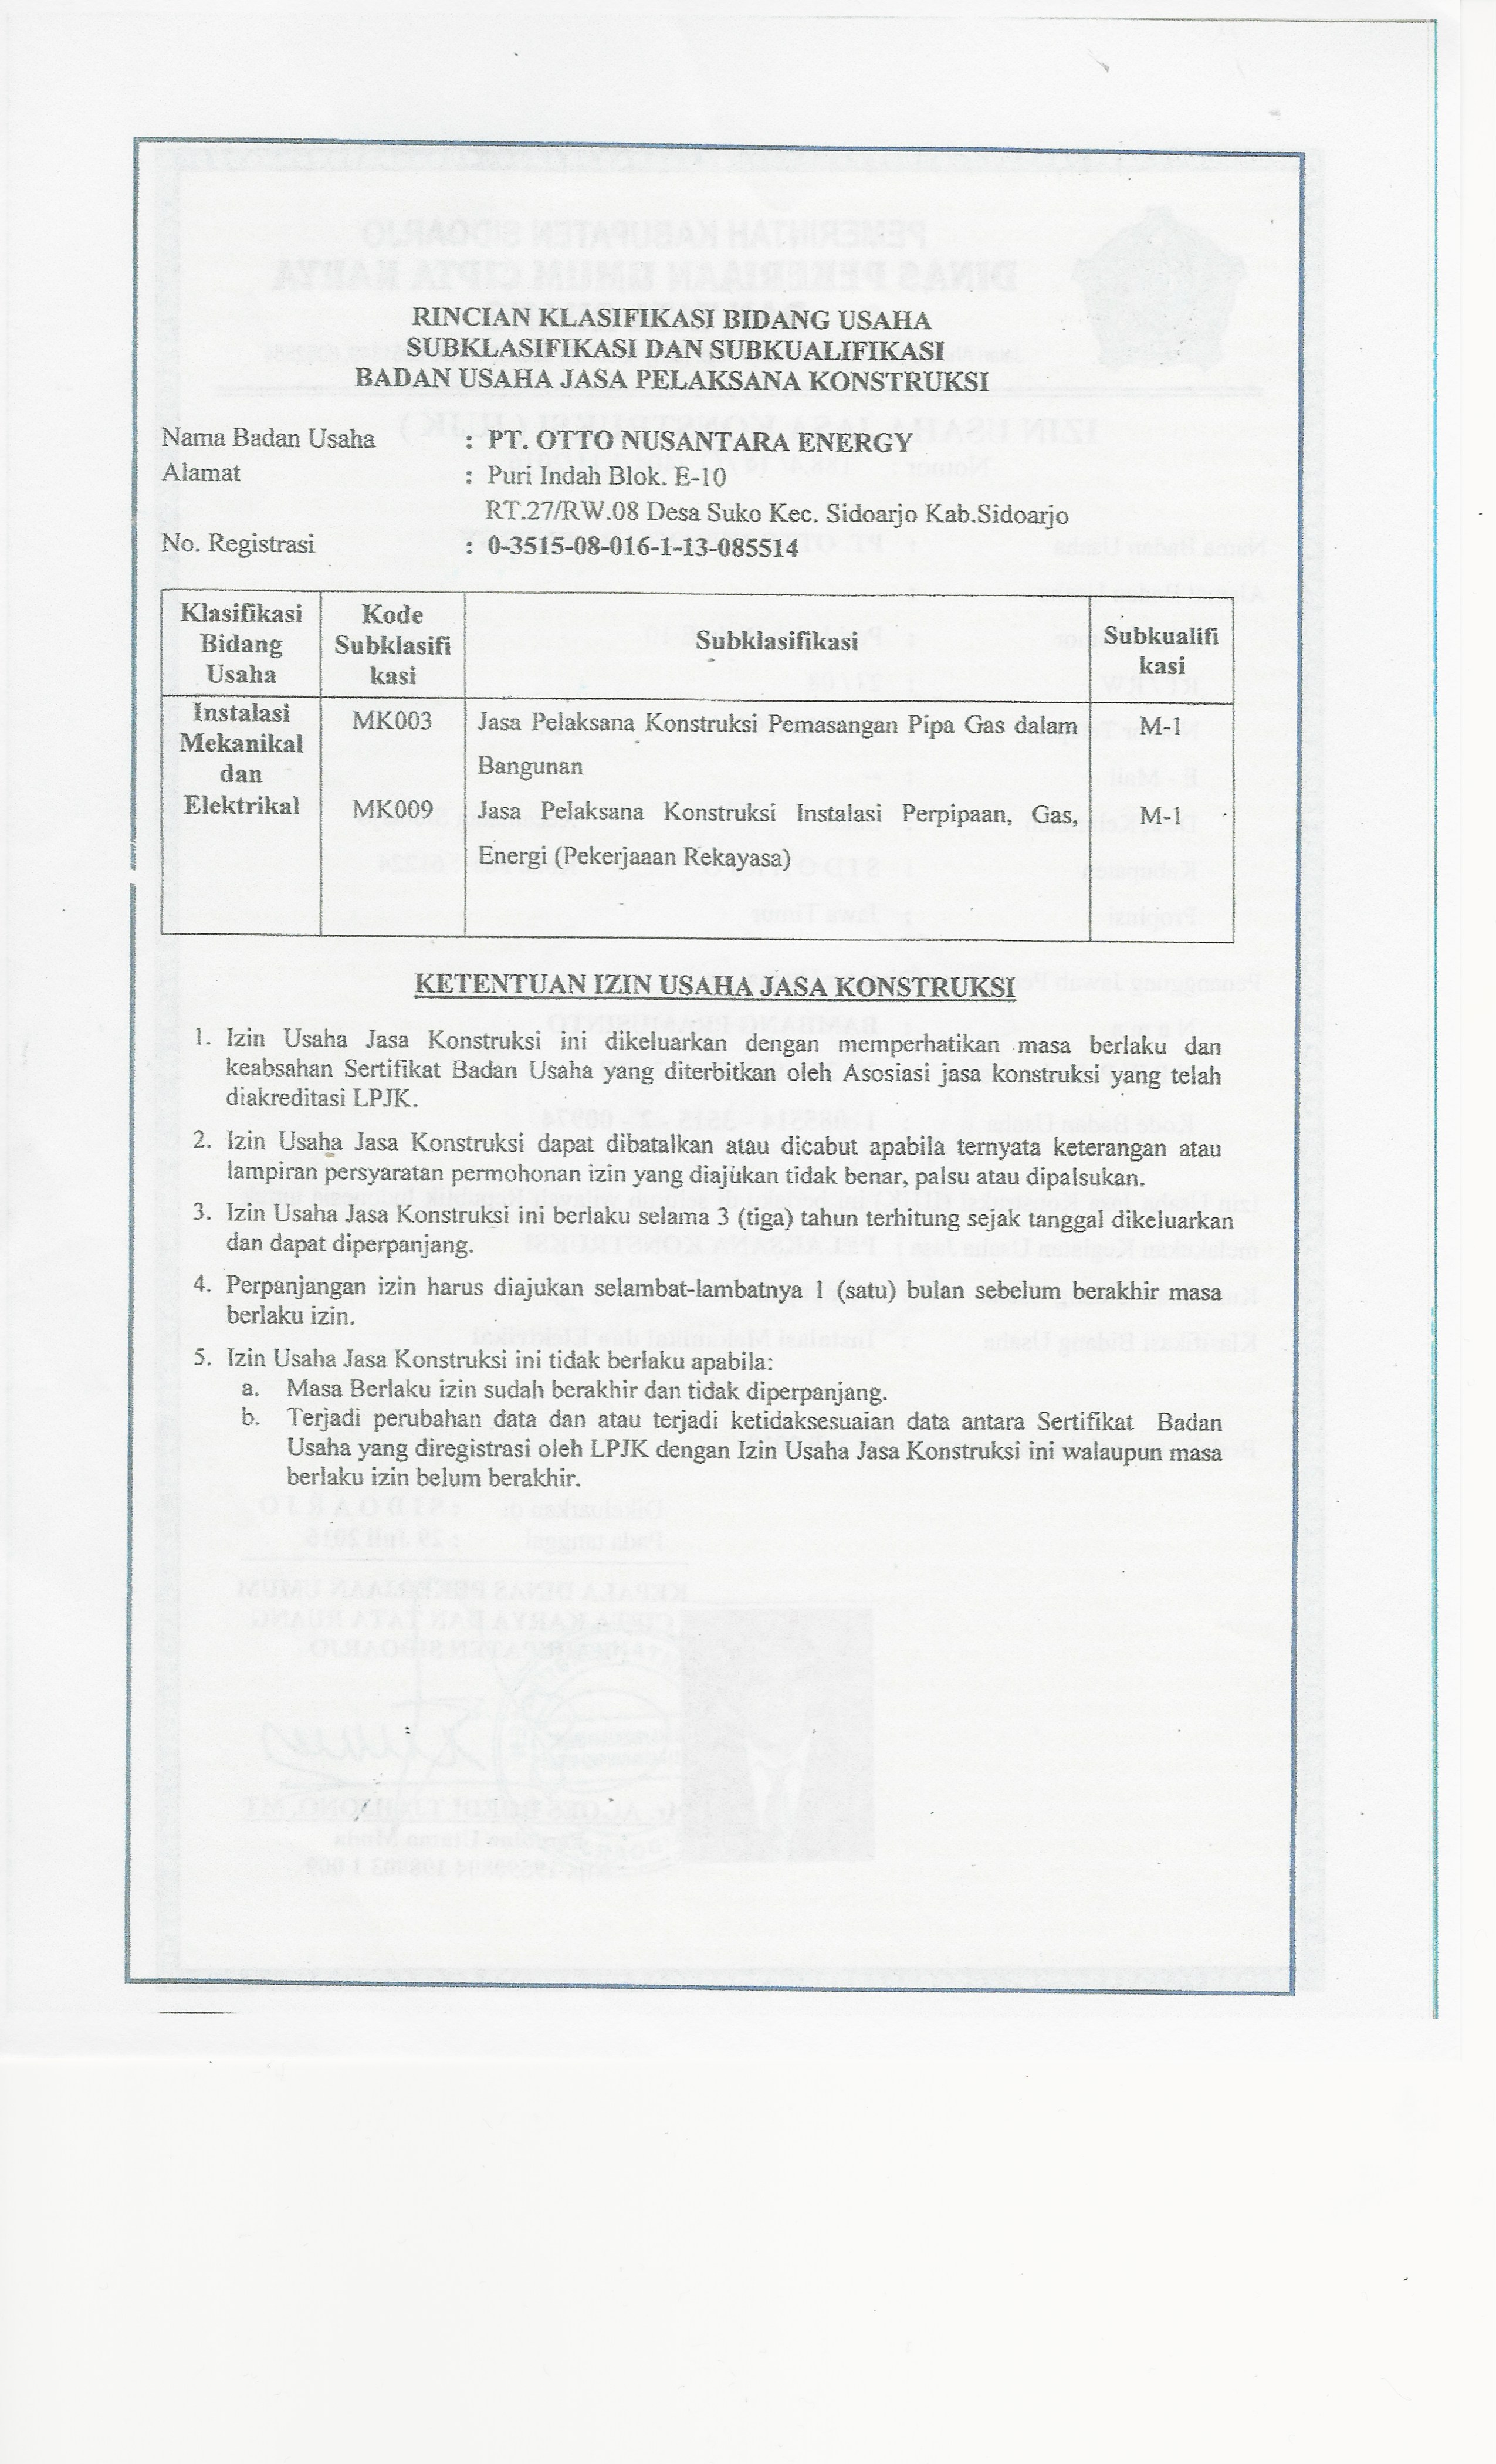 RINCIAN KLASIFIKASI BIDANG USAHA
SUBKLASIFIKASI DAN SUBKUALIFIKASI
BADAN USAHA JASA PELAKSANA KONSTRUKSI
Nama Badan Usaha : PT. OTTO NUSANTARA ENERGY
Alamat : Puri Indah Blok. E-10
RT.27/RW.08 Desa Suko Kec. Sidoarjo Kab.Sidoarjo
No. Registrasi : 0-3515-08-016-1-13-085514
Klasifikasi
Bidang
Usaha
Kode
Subklasifi
kasi
Subklasifikasi
Subkualifi
kasi
Instalasi
Mekanikal
dan
Elektrikal
MK003 Jasa Pelaksana Konstruksi Pemasangan Pipa Gas dalam M-1
Bangunan
MK009 Jasa Pelaksana Konstruksi Instalasi Perpipaan, Gas, M-1
Energi (Pekerjaaan Rekayasa)
KETENTUAN IZIN USAHA JASA KONSTRUKSI
1. Izin Usaha Jasa Konstruksi ini dikeluarkan dengan memperhatikan masa berlaku dan
keabsahan Sertifikat Badan Usaha yang diterbitkan oleh Asosiasi jasa konstruksi yang telah
diakreditasi LPJK.
2. Izin Usaha Jasa Konstruksi dapat dibatalkan atau dicabut apabila ternyata keterangan atau
lampiran persyaratan permohonan izin yang diajukan tidak benar, palsu atau dipalsukan.
3. Izin Usaha Jasa Konstruksi ini berlaku selama 3 (tiga) tahun terhitung sejak tanggal dikeluarkan
dan dapat diperpanjang.
4. Perpanjangan izin harus diajukan selambat-lambatnya 1 (satu) bulan sebelum berakhir masa
berlaku izin.
5. Izin Usaha Jasa Konstruksi ini tidak berlaku apabila:
a. Masa Berlaku izin sudah berakhir dan tidak diperpanjang.
b. Terjadi perubahan data dan atau terjadi ketidaksesuaian data antara Sertifikat Badan
Usaha yang diregistrasi oleh LPJK dengan Izin Usaha Jasa Konstruksi ini walaupun masa
berlaku izin belum berakhir.